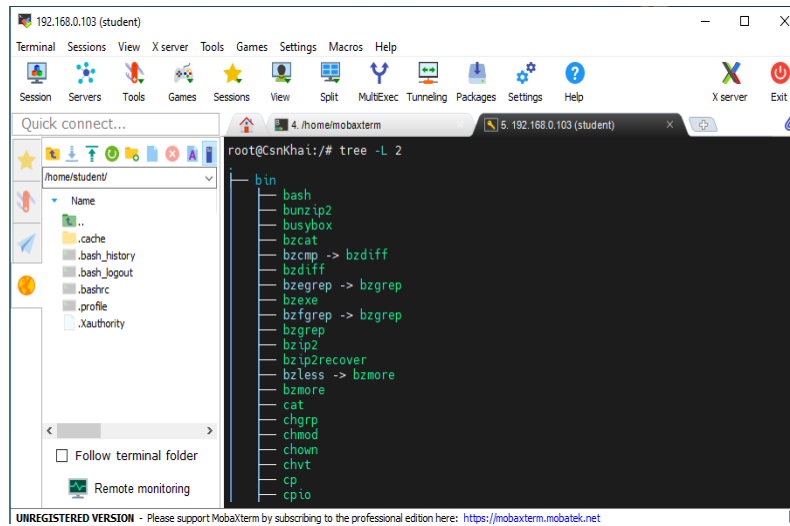 192.168.0.103 (student)
Terminal Sessions View X server Tools Games Settings Macros Help
Session Servers Tools Games Sessions View Split MultiExec Tunneling Packages Settings Help X server Exit
Quick connect...
4. /home/mobaxterm
5. 192.168.0.103 (student)
/home/student/
Name
..
.cache
.bash_history
.bash_logout
.bashrc
.profile
.Xauthority
Follow terminal folder
Remote monitoring
root@CsnKhai:/# tree -L 2
.
├── bin
│   ├── bash
│   ├── bunzip2
│   ├── busybox
│   ├── bzcat
│   ├── bzcmp -> bzdiff
│   ├── bzdiff
│   ├── bzegrep -> bzgrep
│   ├── bzexe
│   ├── bzfgrep -> bzgrep
│   ├── bzgrep
│   ├── bzip2
│   ├── bzip2recover
│   ├── bzless -> bzmore
│   ├── bzmore
│   ├── cat
│   ├── chgrp
│   ├── chmod
│   ├── chown
│   ├── chvt
│   ├── cp
│   ├── cpio
UNREGISTERED VERSION - Please support MobaXterm by subscribing to the professional edition here: https://mobaxterm.mobatek.net